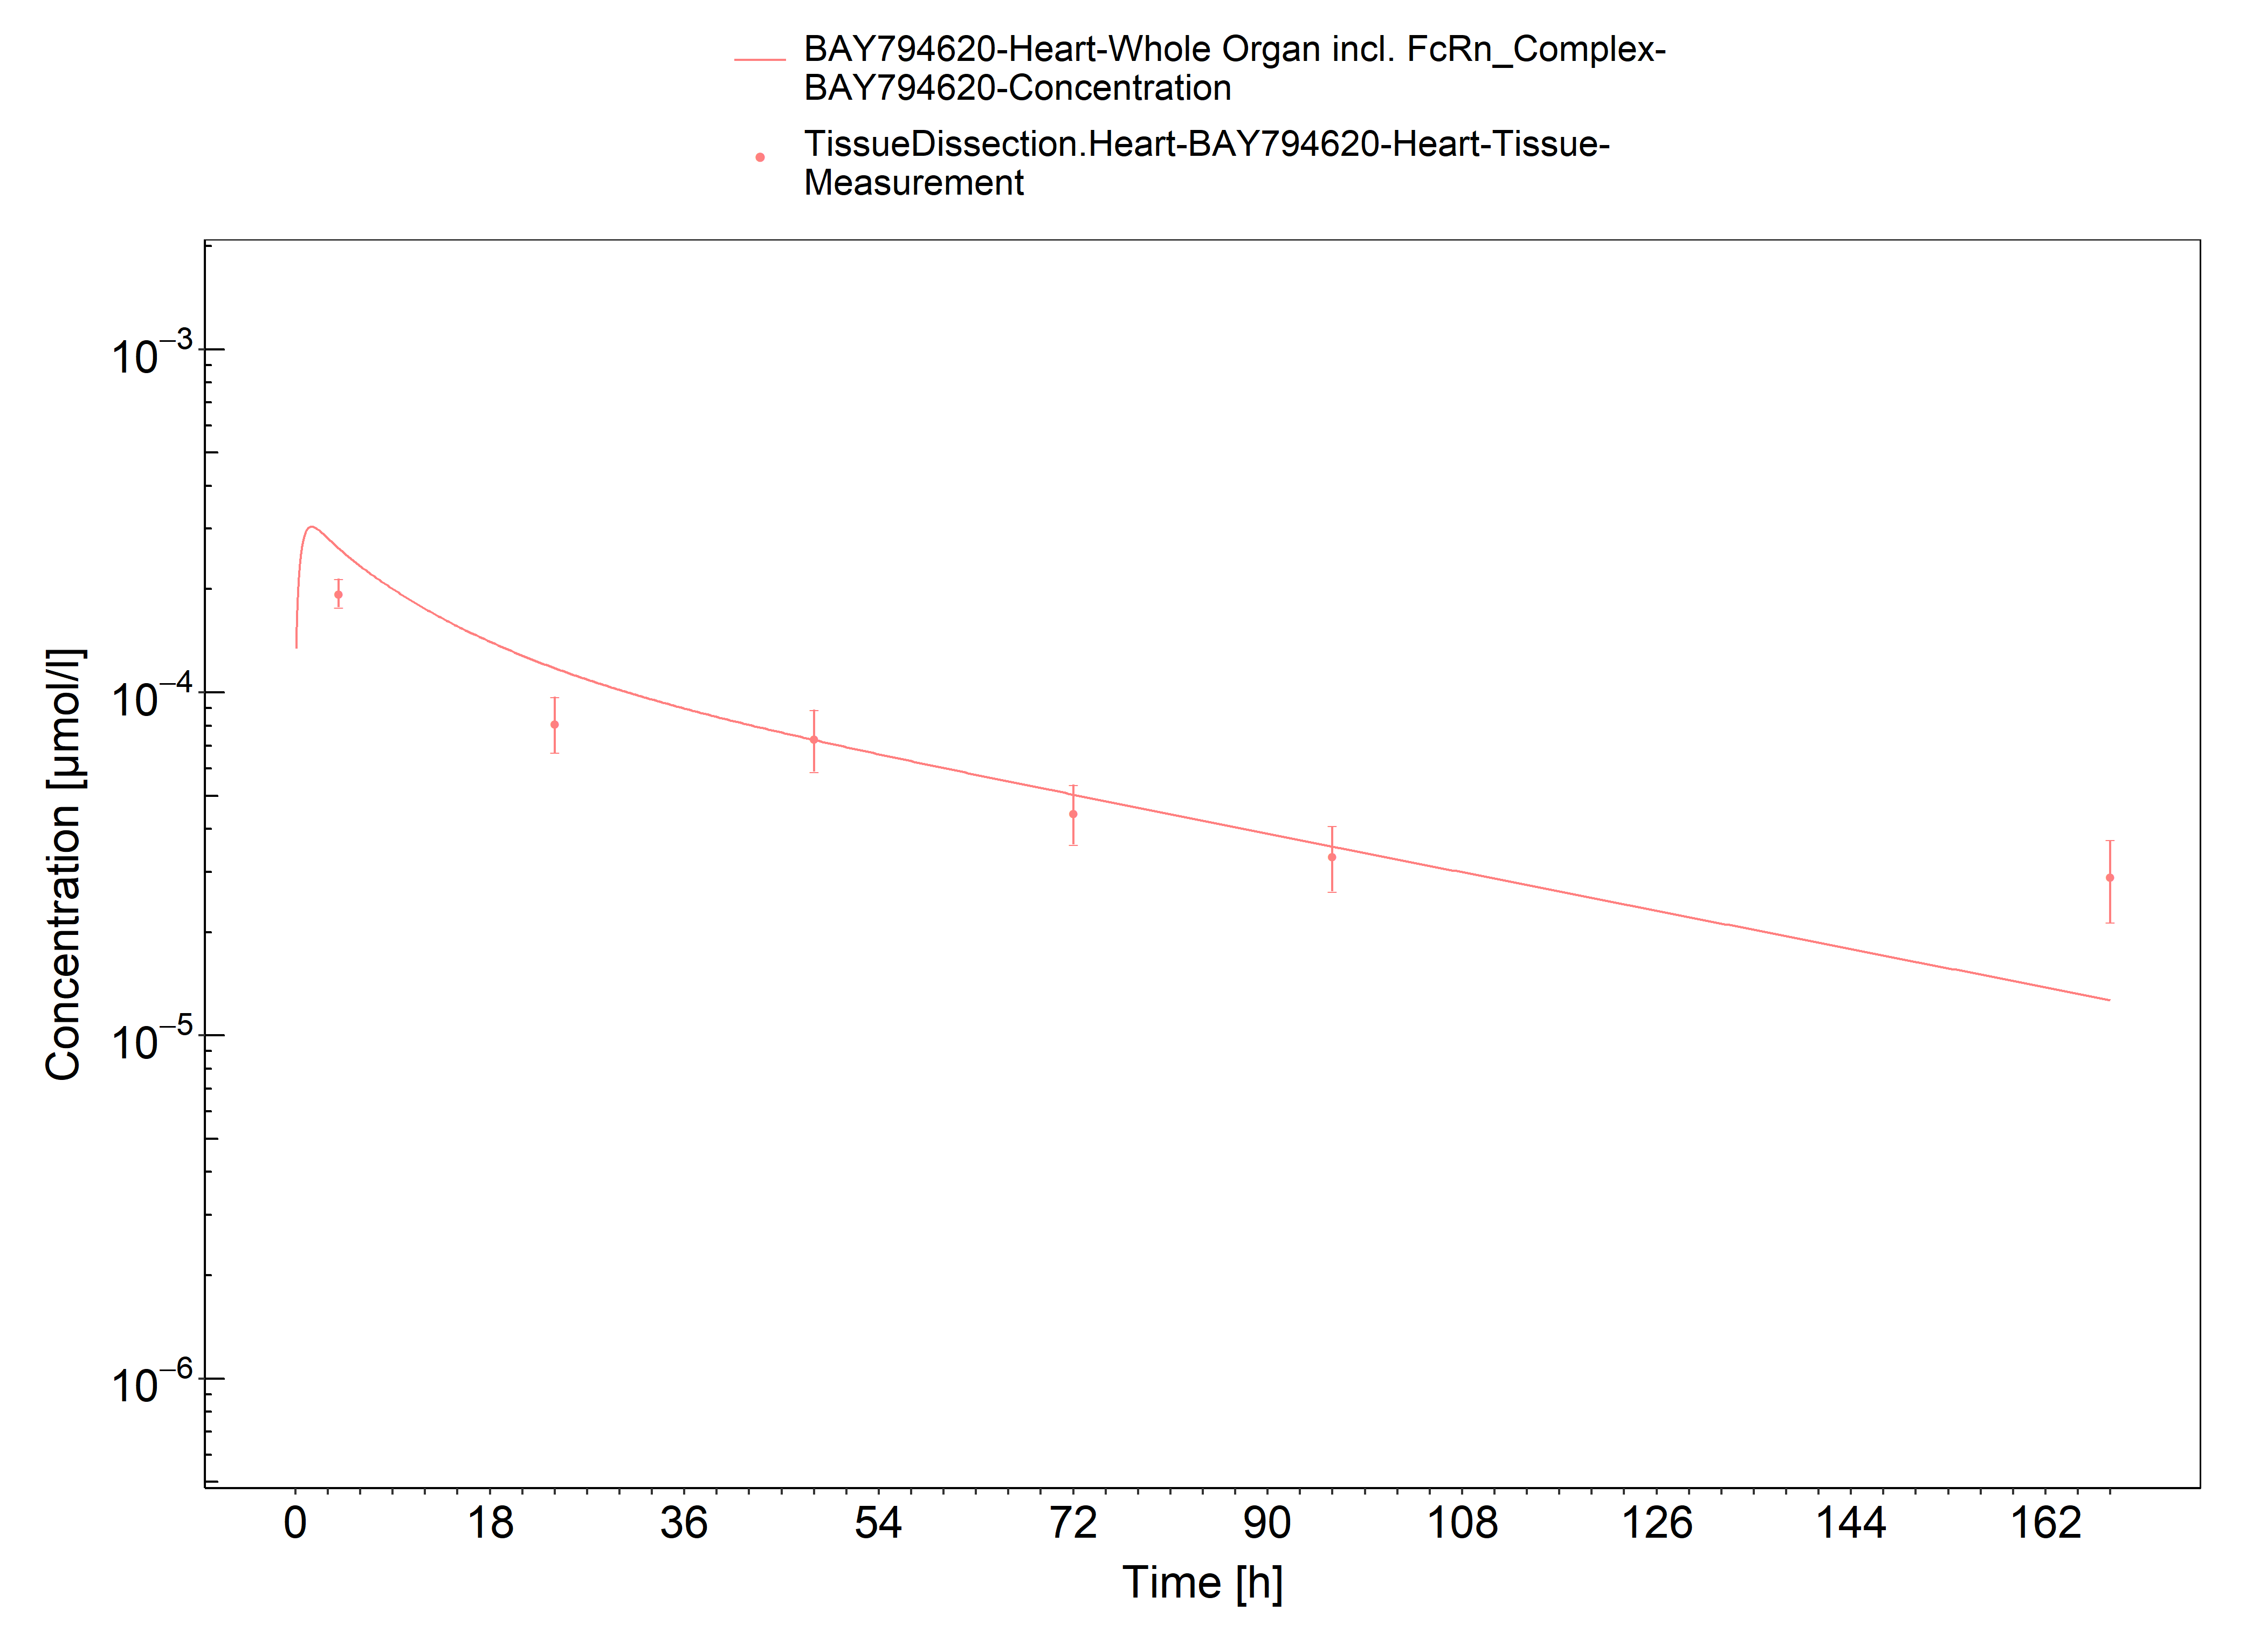 BAY794620-Heart-Whole Organ incl. FcRn_Complex-
BAY794620-Concentration
TissueDissection.Heart-BAY794620-Heart-Tissue-
Measurement
Concentration [µmol/l]
10⁻³
10⁻⁴
10⁻⁵
10⁻⁶
0 18 36 54 72 90 108 126 144 162
Time [h]